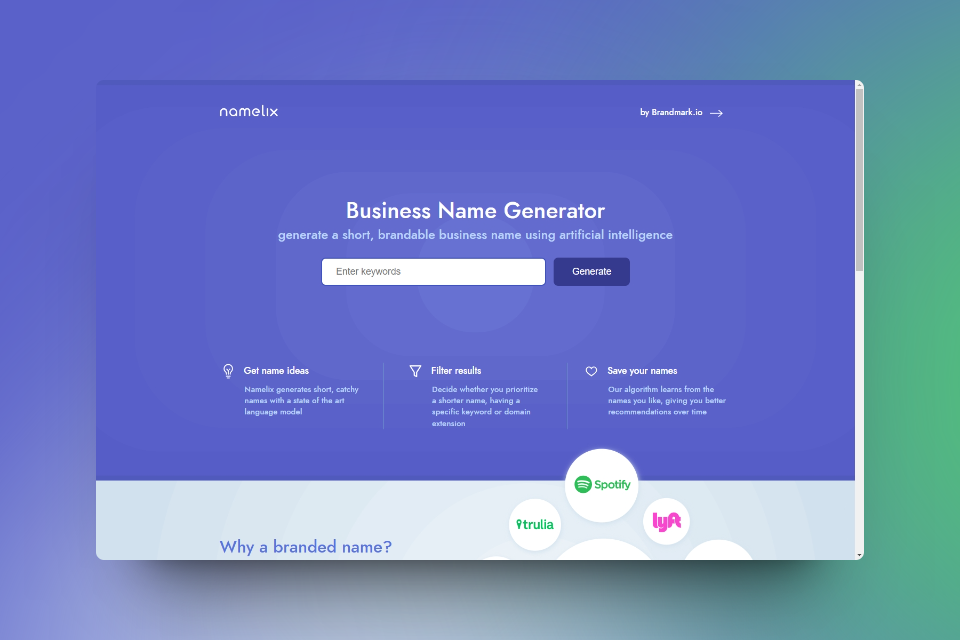 namelix
by Brandmark.io
Business Name Generator
generate a short, brandable business name using artificial intelligence
Enter keywords
Generate
Get name ideas
Namelix generates short, catchy
names with a state of the art
language model
Filter results
Decide whether you prioritize
a shorter name, having a
specific keyword or domain
extension
Save your names
Our algorithm learns from the
names you like, giving you better
recommendations over time
Spotify
trulia
lyft
Why a branded name?